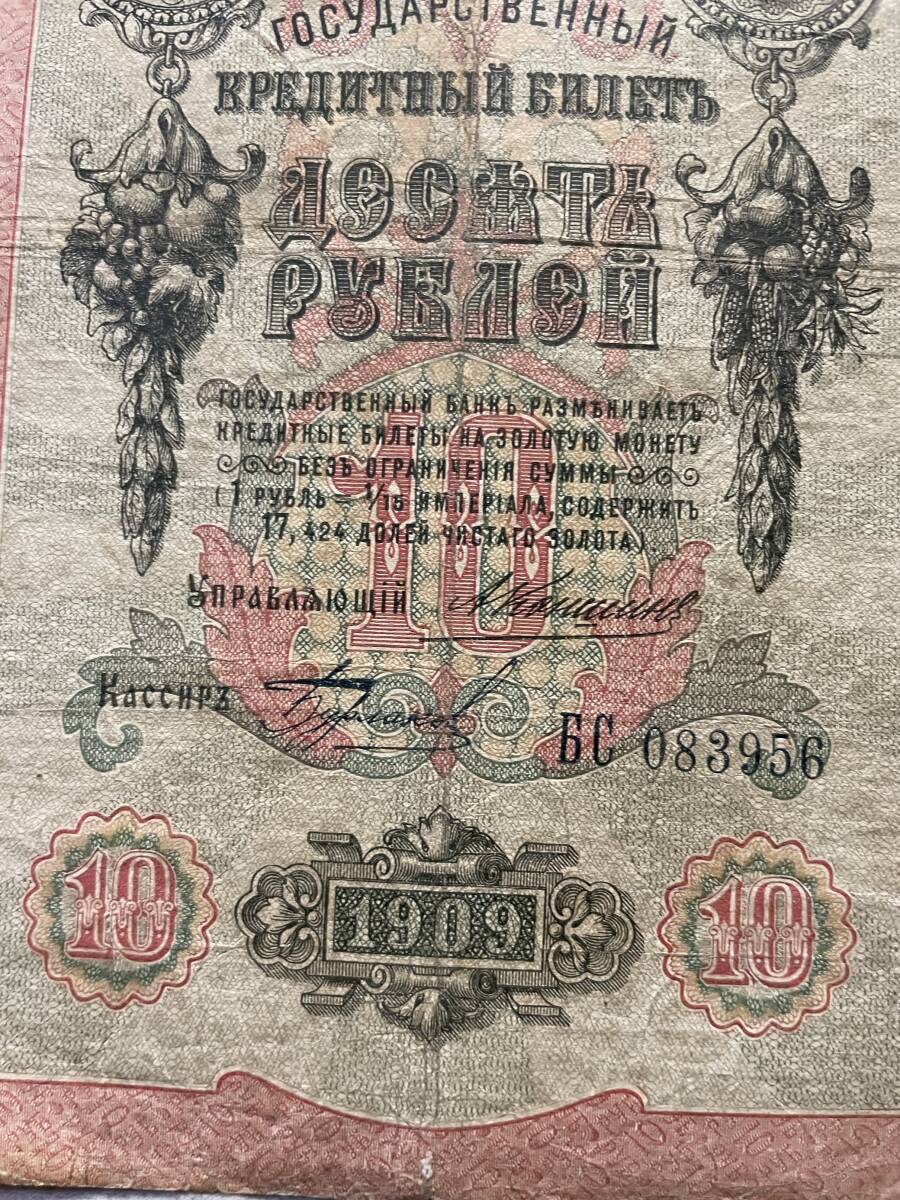 ГОСУДАРСТВЕННЫЙ
КРЕДИТНЫЙ БИЛЕТЪ
ДЕСЯТЬ
РУБЛЕЙ
ГОСУДАРСТВЕННЫЙ БАНКЪ РАЗМѢНИВАЕТЪ
КРЕДИТНЫЕ БИЛЕТЫ НА ЗОЛОТУЮ МОНЕТУ
БЕЗЪ ОГРАНИЧЕНІЯ СУММЫ
(1 РУБЛЬ = 1/15 ИМПЕРІАЛА, СОДЕРЖИТЪ
17,424 ДОЛЕЙ ЧИСТАГО ЗОЛОТА).
10
УПРАВЛЯЮЩІЙ
КАССИРЪ
БС 083956
10 1909 10